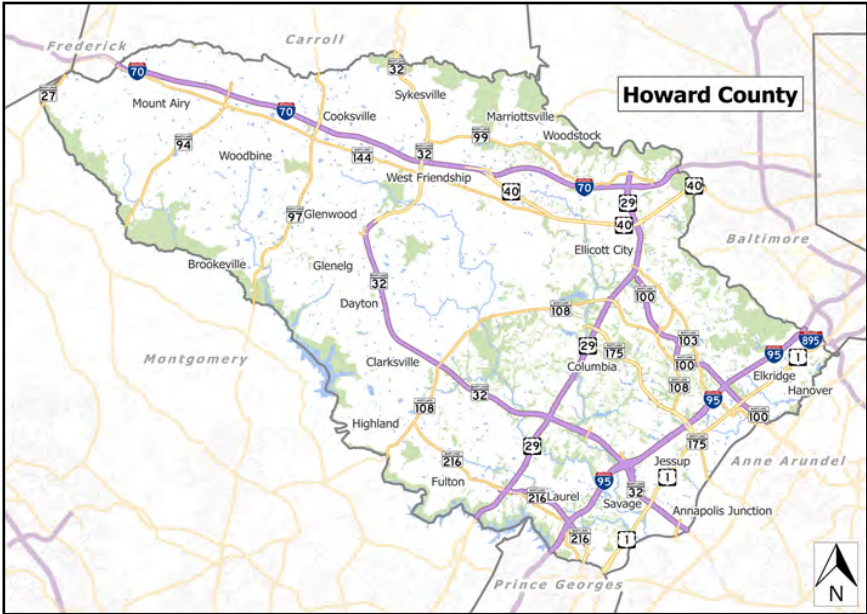 Carroll
Frederick
70
32
27
Mount Airy
Sykesville
Howard County
70
Cooksville
Marriottsville
Woodstock
94
99
144
32
Woodbine
West Friendship
40
70
29
40
97
Glenwood
40
Ellicott City
Baltimore
Brookeville
Glenelg
32
Dayton
100
108
Montgomery
29
175
103
95
895
1
Clarksville
Columbia
100
Elkridge
108
Hanover
32
95
108
100
Highland
29
175
216
Jessup
Anne Arundel
Fulton
95
1
216
Laurel
32
Savage
Annapolis Junction
216
1
Prince Georges
N